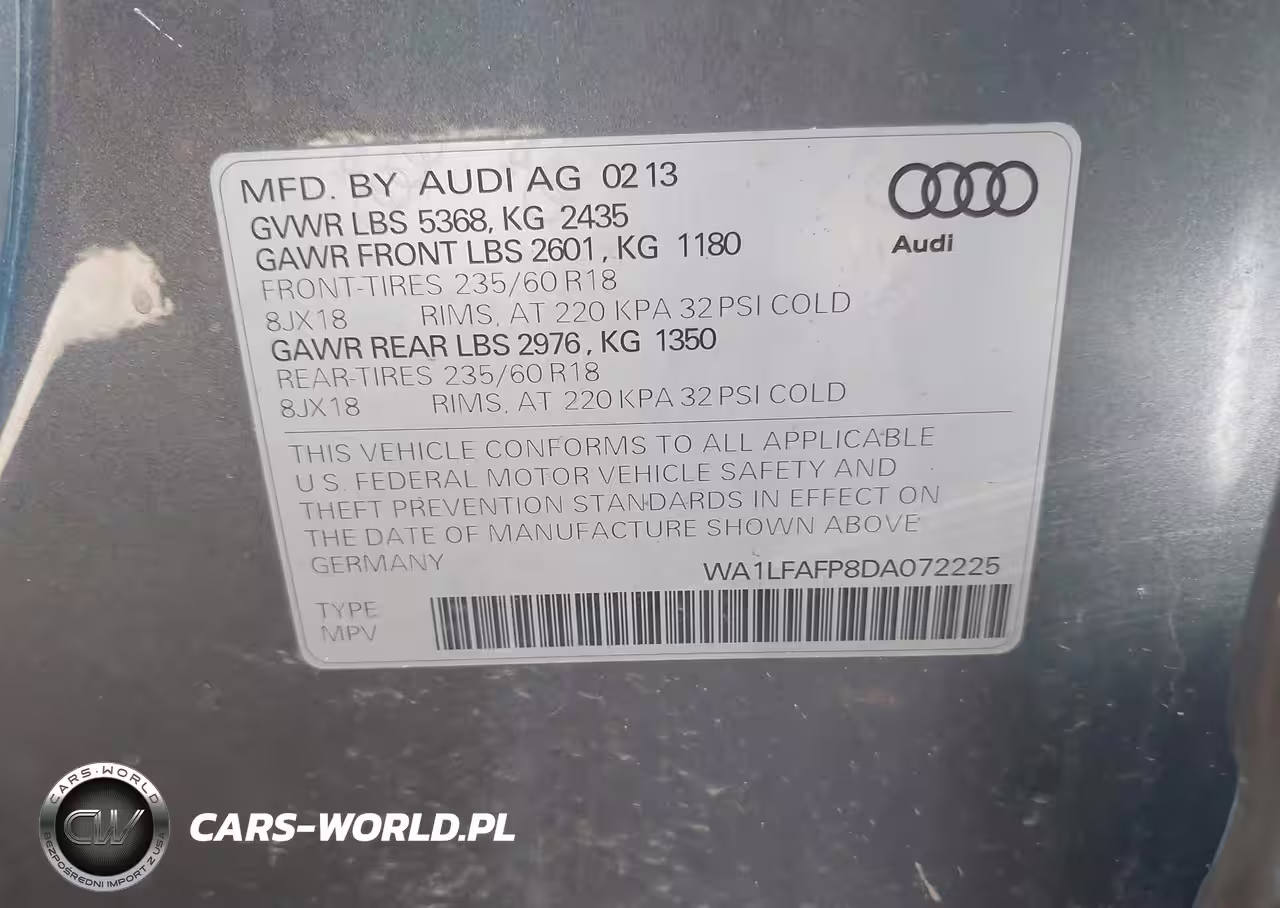 MFD. BY AUDI AG 02 13
GVWR LBS 5368, KG 2435
GAWR FRONT LBS 2601, KG 1180
FRONT-TIRES 235/60 R18
8JX18 RIMS, AT 220 KPA 32 PSI COLD
GAWR REAR LBS 2976, KG 1350
REAR-TIRES 235/60 R18
8JX18 RIMS, AT 220 KPA 32 PSI COLD
Audi
THIS VEHICLE CONFORMS TO ALL APPLICABLE
U.S. FEDERAL MOTOR VEHICLE SAFETY AND
THEFT PREVENTION STANDARDS IN EFFECT ON
THE DATE OF MANUFACTURE SHOWN ABOVE
GERMANY
WA1LFAFP8DA072225
TYPE
MPV
CARS-WORLD
CW
BEZPOŚREDNI IMPORT Z USA
CARS-WORLD.PL